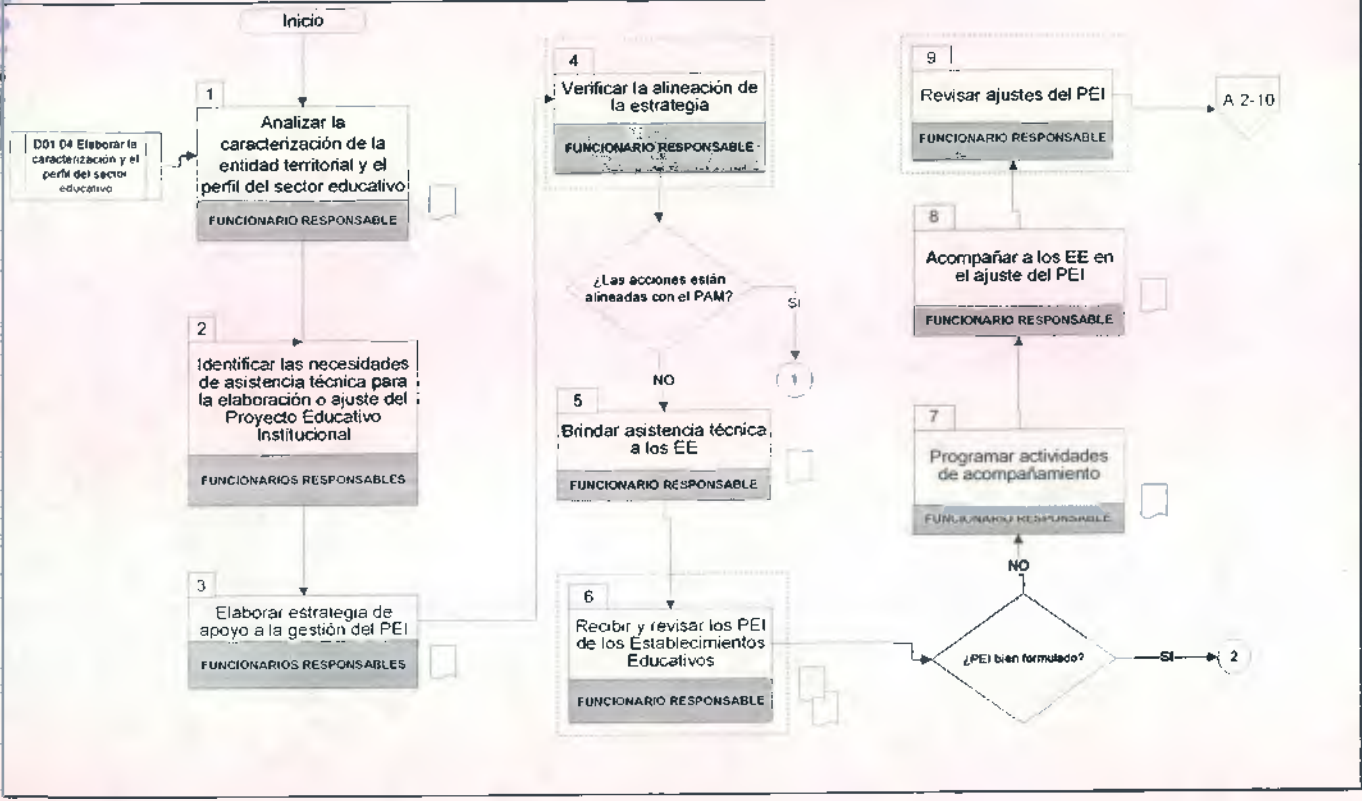 Inicio
D01 04 Elaborar la
caracterización y el
perfil del sector
educativo
1
Analizar la
caracterización de la
entidad territorial y el
perfil del sector educativo
FUNCIONARIO RESPONSABLE
2
Identificar las necesidades
de asistencia técnica para
la elaboración o ajuste del
Proyecto Educativo
Institucional
FUNCIONARIOS RESPONSABLES
3
Elaborar estrategia de
apoyo a la gestión del PEI
FUNCIONARIOS RESPONSABLES
4
Verificar la alineación de
la estrategia
FUNCIONARIO RESPONSABLE
¿Las acciones están
alineadas con el PAM?
SI
1
NO
5
Brindar asistencia técnica
a los EE
FUNCIONARIO RESPONSABLE
6
Recibir y revisar los PEI
de los Establecimientos
Educativos
FUNCIONARIO RESPONSABLE
¿PEI bien formulado?
SI
2
NO
7
Programar actividades
de acompañamiento
FUNCIONARIO RESPONSABLE
8
Acompañar a los EE en
el ajuste del PEI
FUNCIONARIO RESPONSABLE
9
Revisar ajustes del PEI
FUNCIONARIO RESPONSABLE
A 2-10